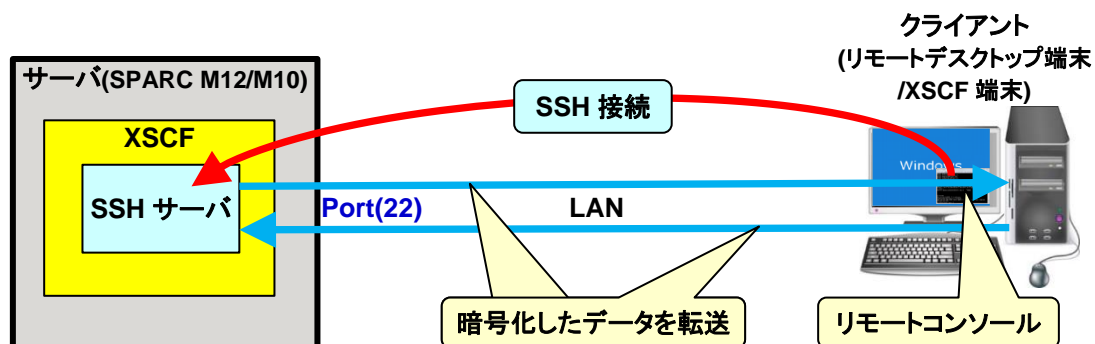 クライアント
(リモートデスクトップ端末
/XSCF 端末)
サーバ(SPARC M12/M10)
SSH 接続
XSCF
Windows
SSH サーバ
Port(22)
LAN
暗号化したデータを転送
リモートコンソール